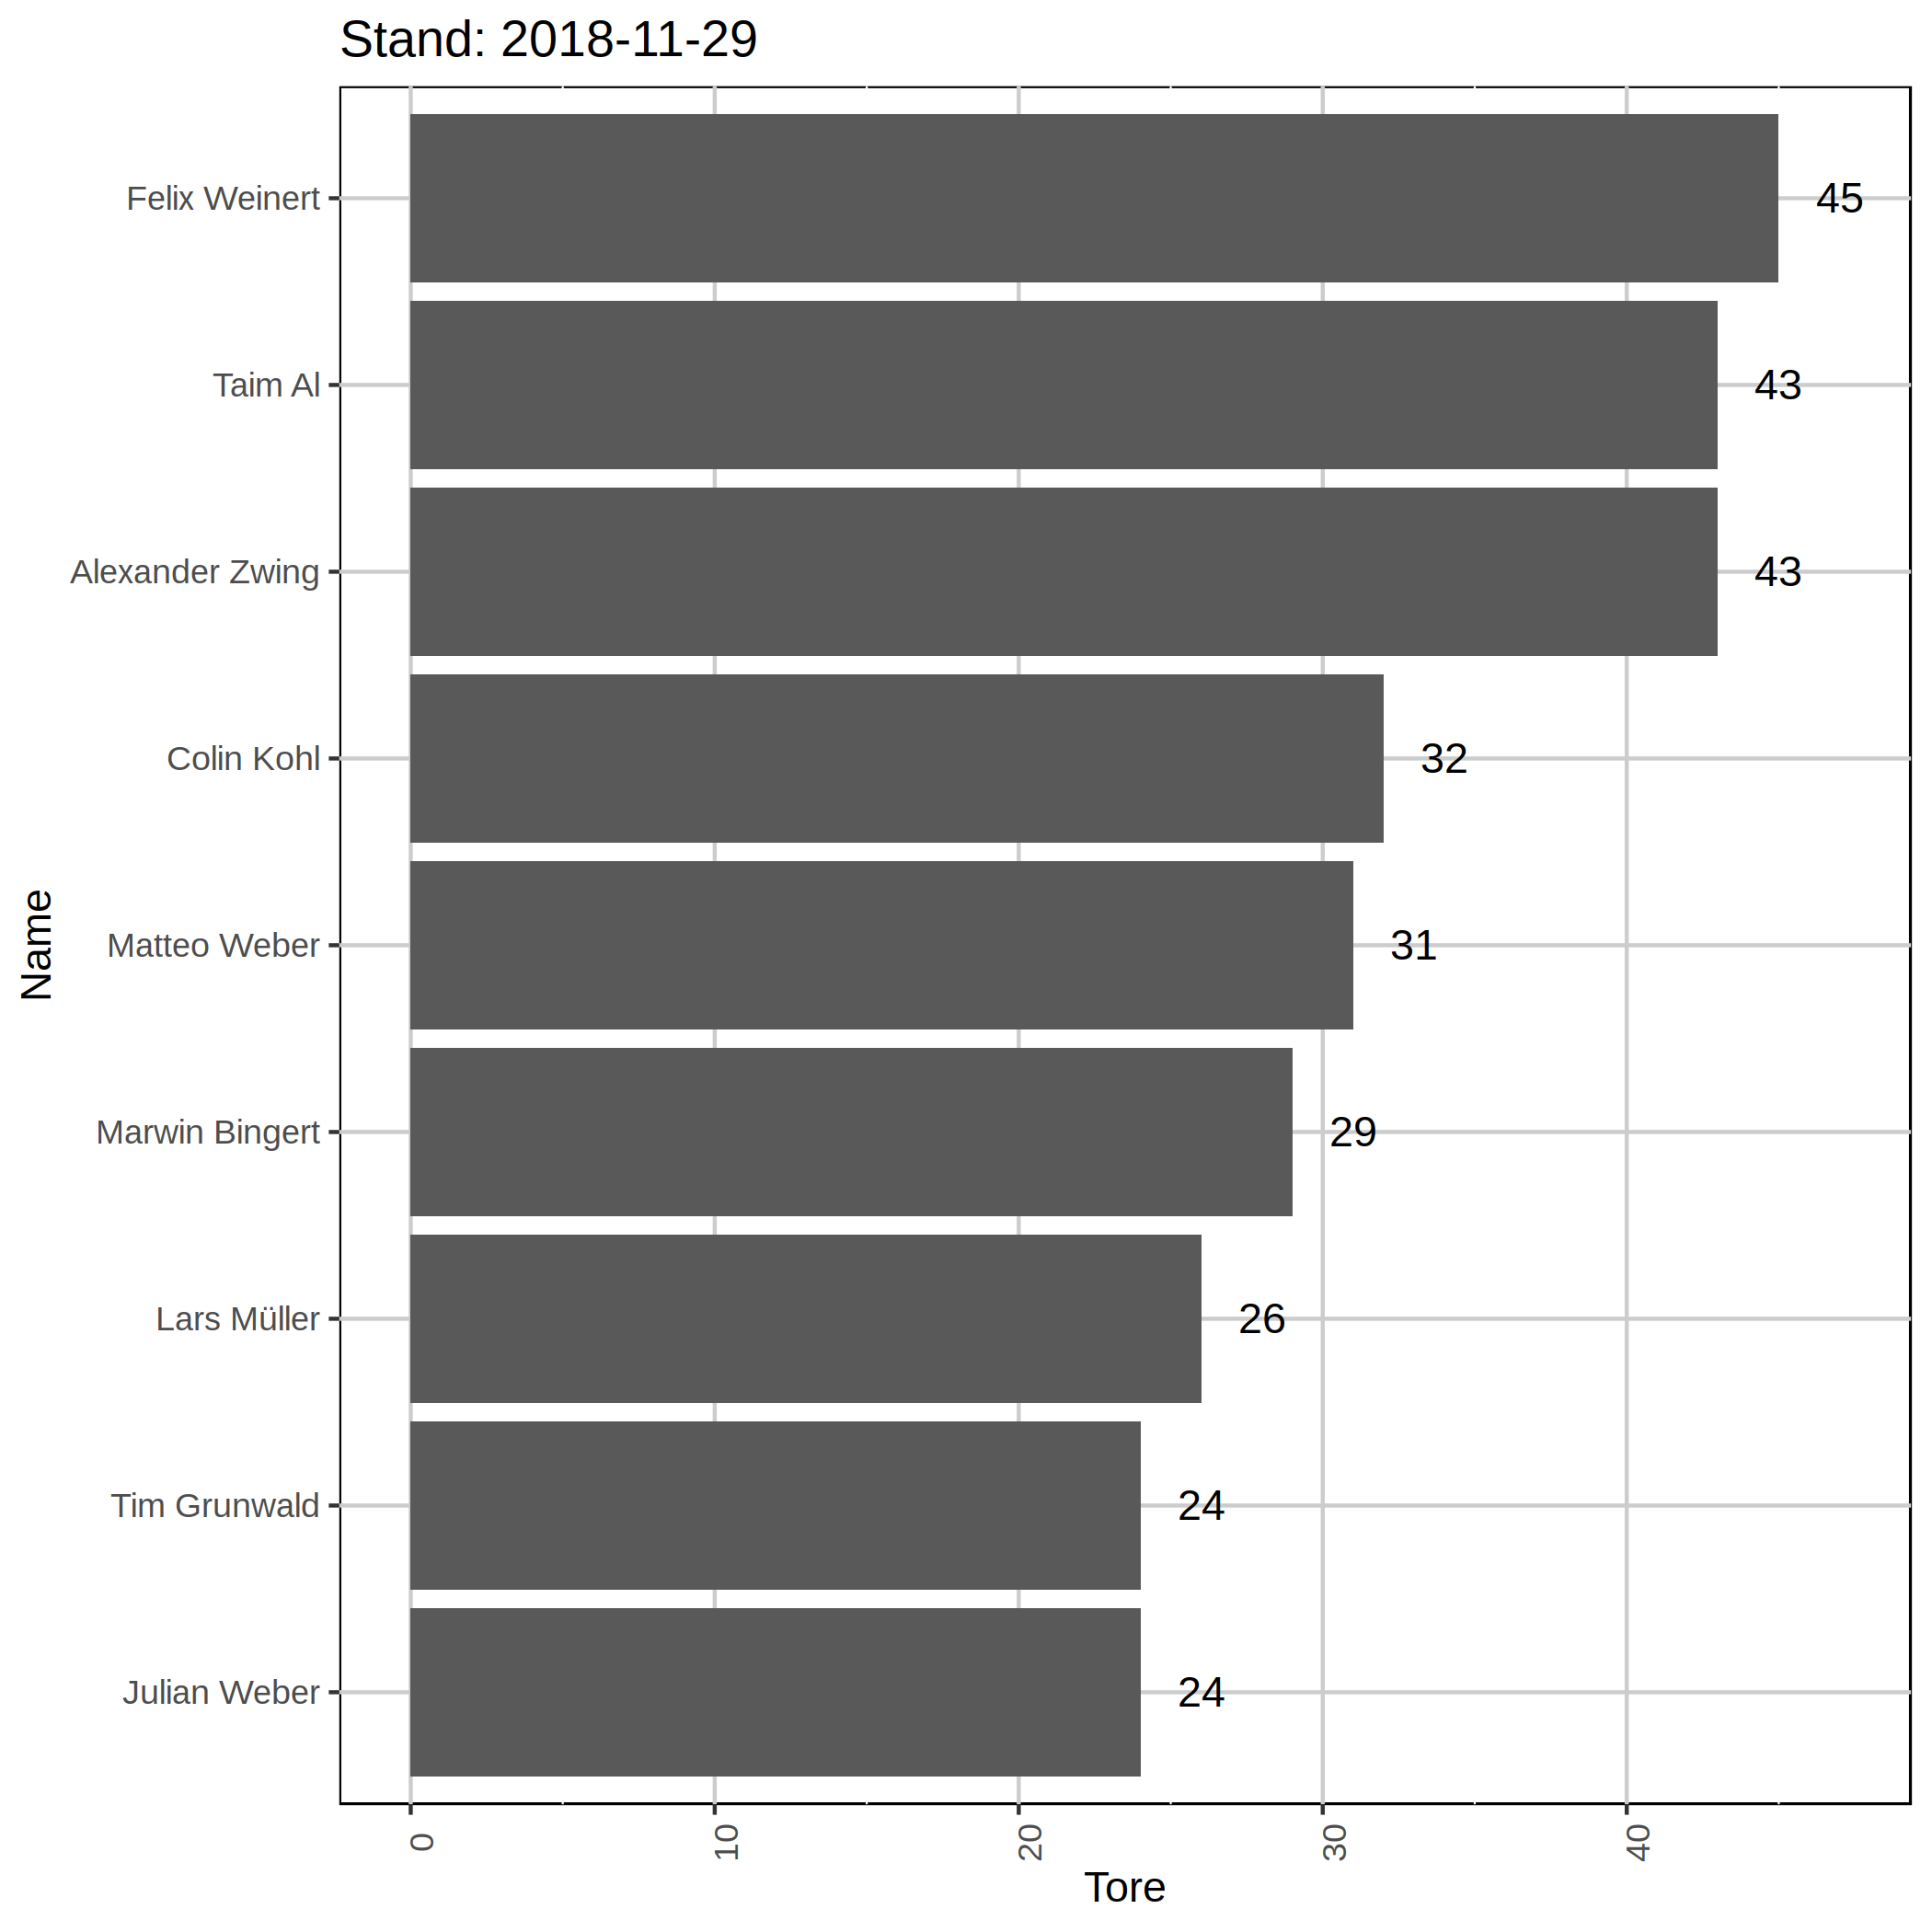 Stand: 2018-11-29
Felix Weinert 45
Taim Al 43
Alexander Zwing 43
Colin Kohl 32
Matteo Weber 31
Marwin Bingert 29
Lars Müller 26
Tim Grunwald 24
Julian Weber 24
Name
0 10 20 30 40
Tore